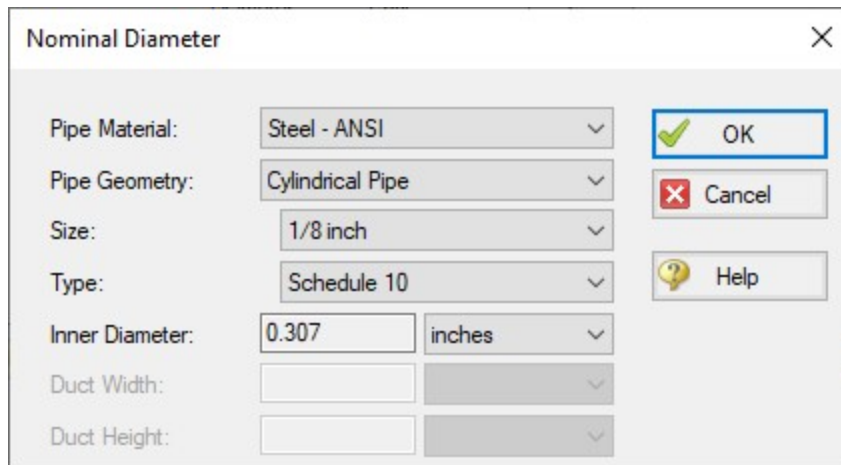 Nominal Diameter
Pipe Material: Steel - ANSI OK
Pipe Geometry: Cylindrical Pipe Cancel
Size: 1/8 inch
Type: Schedule 10 Help
Inner Diameter: 0.307 inches
Duct Width:
Duct Height: